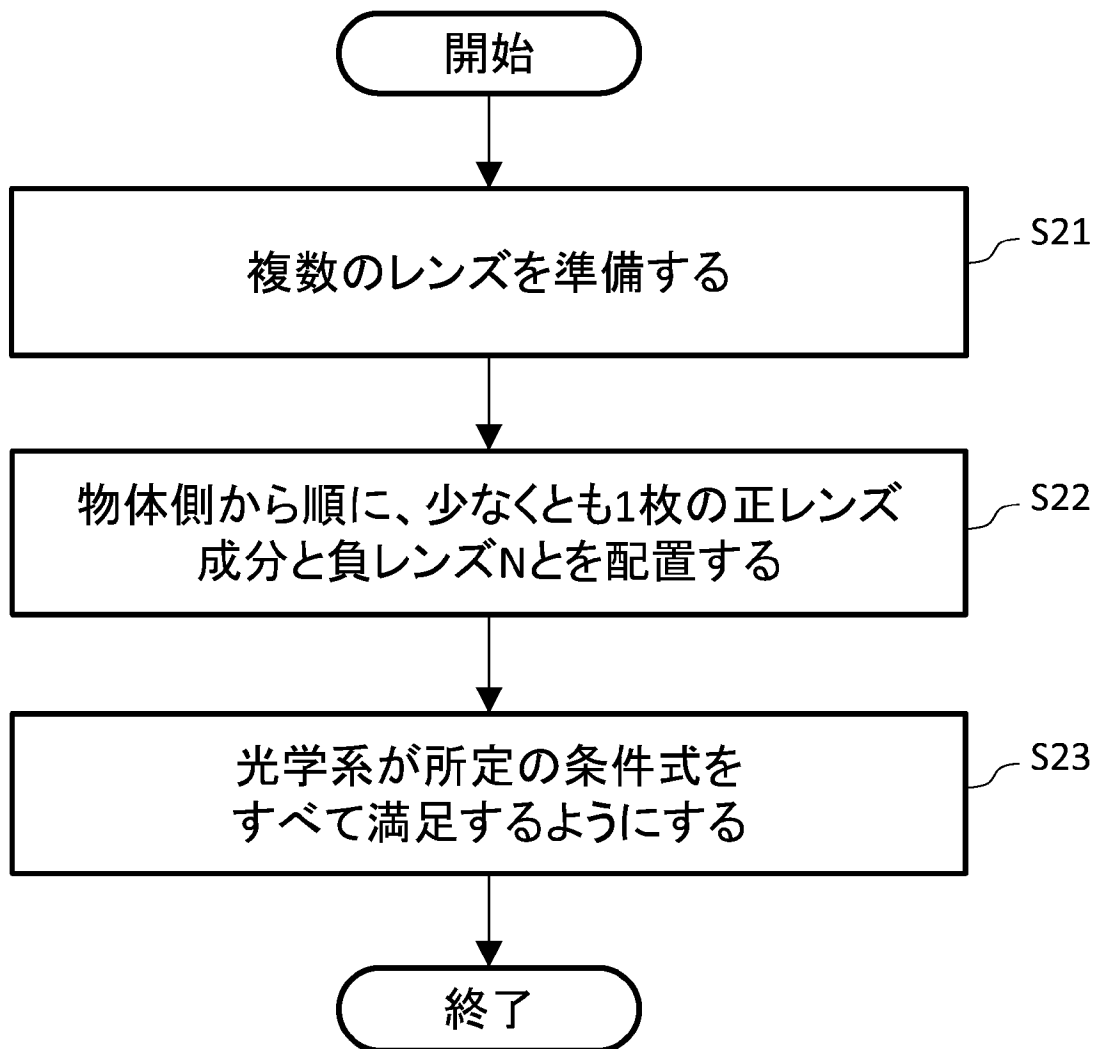 開始
複数のレンズを準備する
S21
物体側から順に、少なくとも1枚の正レンズ
成分と負レンズNとを配置する
S22
光学系が所定の条件式を
すべて満足するようにする
S23
終了